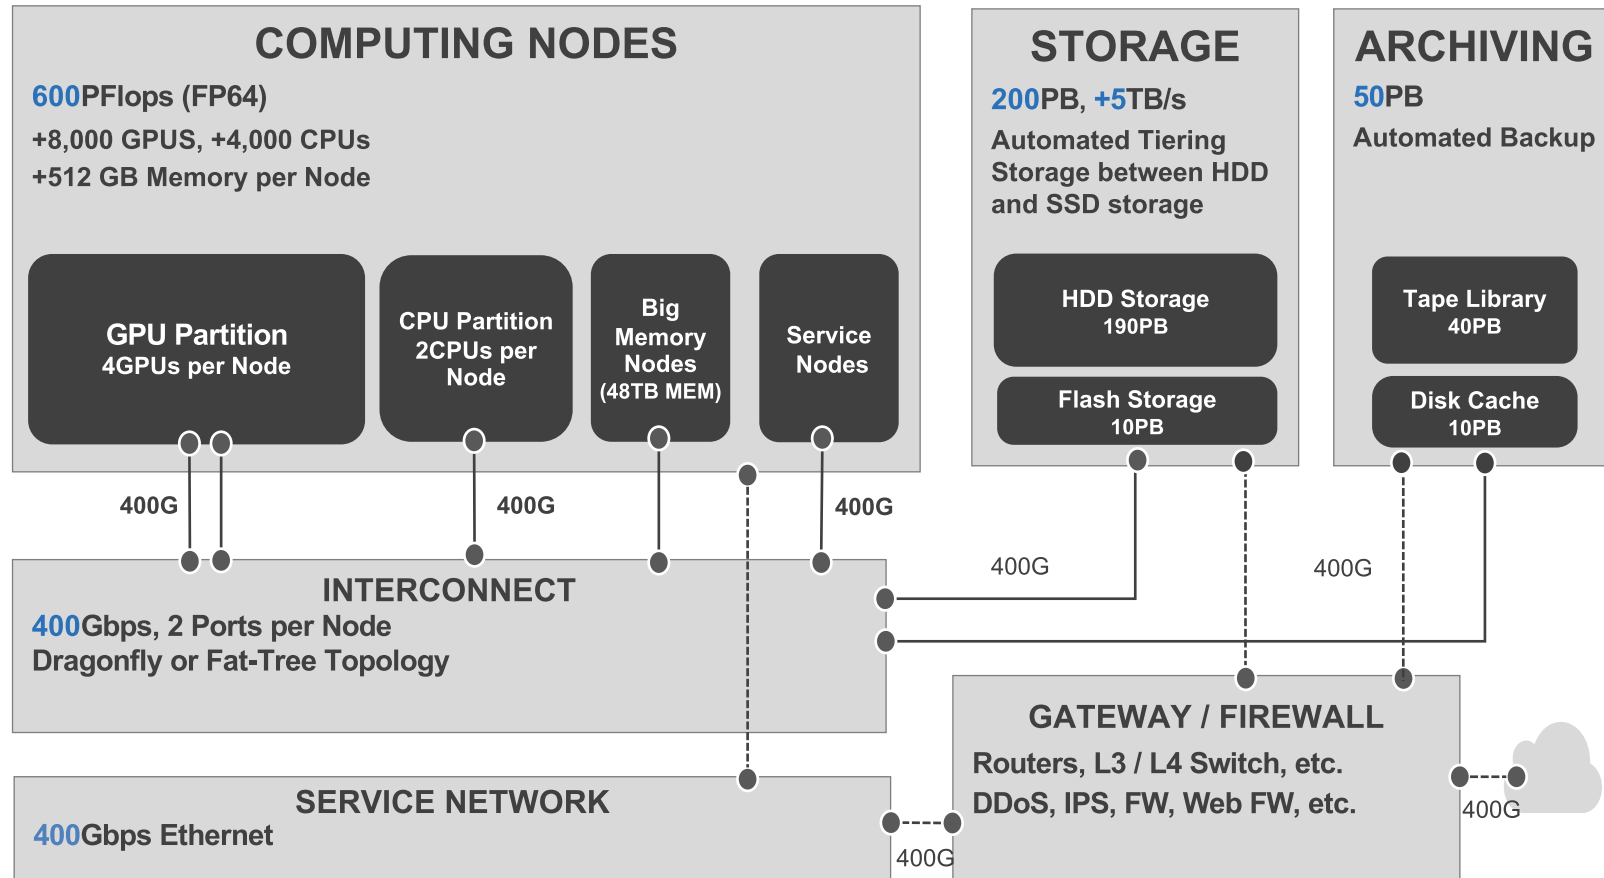 COMPUTING NODES
600PFlops (FP64)
+8,000 GPUS, +4,000 CPUs
+512 GB Memory per Node
GPU Partition
4GPUs per Node
CPU Partition
2CPUs per
Node
Big
Memory
Nodes
(48TB MEM)
Service
Nodes
STORAGE
200PB, +5TB/s
Automated Tiering
Storage between HDD
and SSD storage
HDD Storage
190PB
Flash Storage
10PB
ARCHIVING
50PB
Automated Backup
Tape Library
40PB
Disk Cache
10PB
400G
400G
400G
400G
400G
INTERCONNECT
400Gbps, 2 Ports per Node
Dragonfly or Fat-Tree Topology
SERVICE NETWORK
400Gbps Ethernet
400G
GATEWAY / FIREWALL
Routers, L3 / L4 Switch, etc.
DDoS, IPS, FW, Web FW, etc.
400G